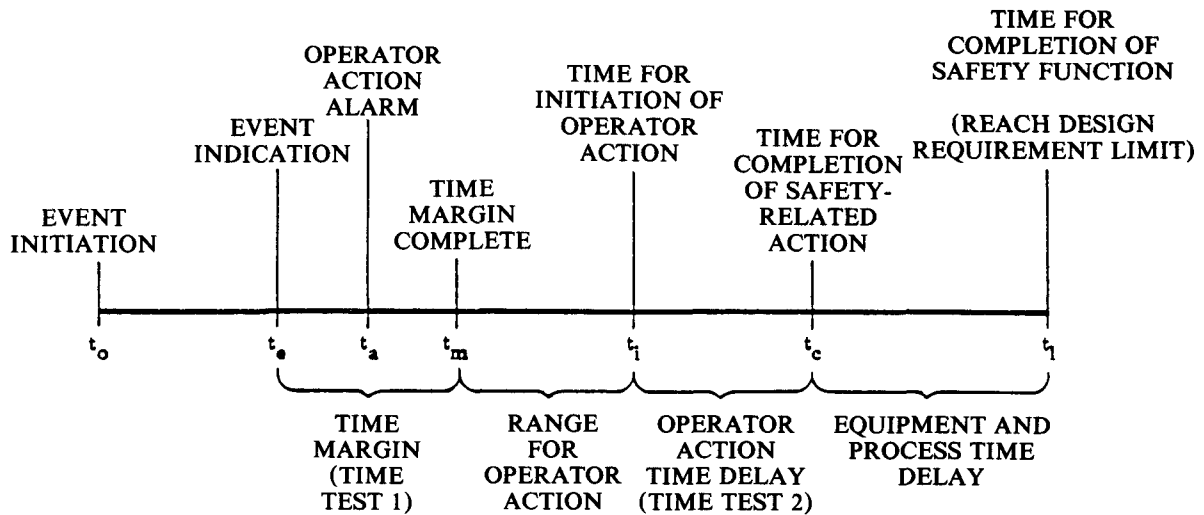 EVENT
INITIATION
EVENT
INDICATION
OPERATOR
ACTION
ALARM
TIME
MARGIN
COMPLETE
TIME FOR
INITIATION OF
OPERATOR
ACTION
TIME FOR
COMPLETION
OF SAFETY-
RELATED
ACTION
TIME FOR
COMPLETION OF
SAFETY FUNCTION
(REACH DESIGN
REQUIREMENT LIMIT)
to
te
ta
tm
ti
tc
tl
TIME
MARGIN
(TIME
TEST 1)
RANGE
FOR
OPERATOR
ACTION
OPERATOR
ACTION
TIME DELAY
(TIME TEST 2)
EQUIPMENT AND
PROCESS TIME
DELAY